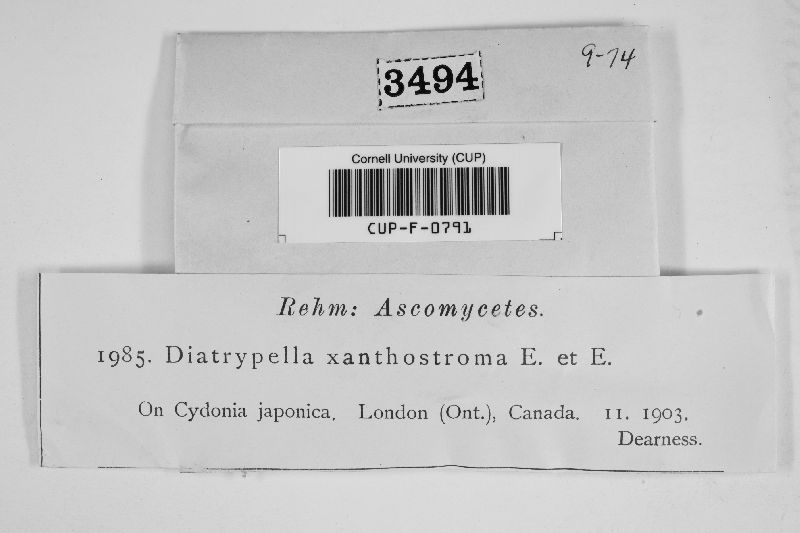 9-74
3494
Cornell University (CUP)
CUP-F-0791
Rehm: Ascomycetes.
1985. Diatrypella xanthostroma E. et E.
On Cydonia japonica. London (Ont.), Canada. 11. 1903.
Dearness.